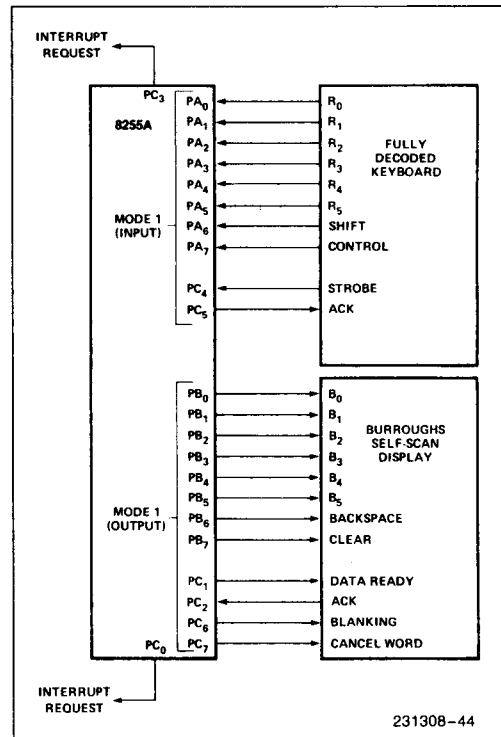 INTERRUPT
REQUEST
PC3
8255A
MODE 1
(INPUT)
PA0
PA1
PA2
PA3
PA4
PA5
PA6
PA7
PC4
PC5
R0
R1
R2
R3
R4
R5
SHIFT
CONTROL
STROBE
ACK
FULLY
DECODED
KEYBOARD
MODE 1
(OUTPUT)
PB0
PB1
PB2
PB3
PB4
PB5
PB6
PB7
PC1
PC2
PC6
PC7
B0
B1
B2
B3
B4
B5
BACKSPACE
CLEAR
DATA READY
ACK
BLANKING
CANCEL WORD
BURROUGHS
SELF-SCAN
DISPLAY
PC0
INTERRUPT
REQUEST
231308-44